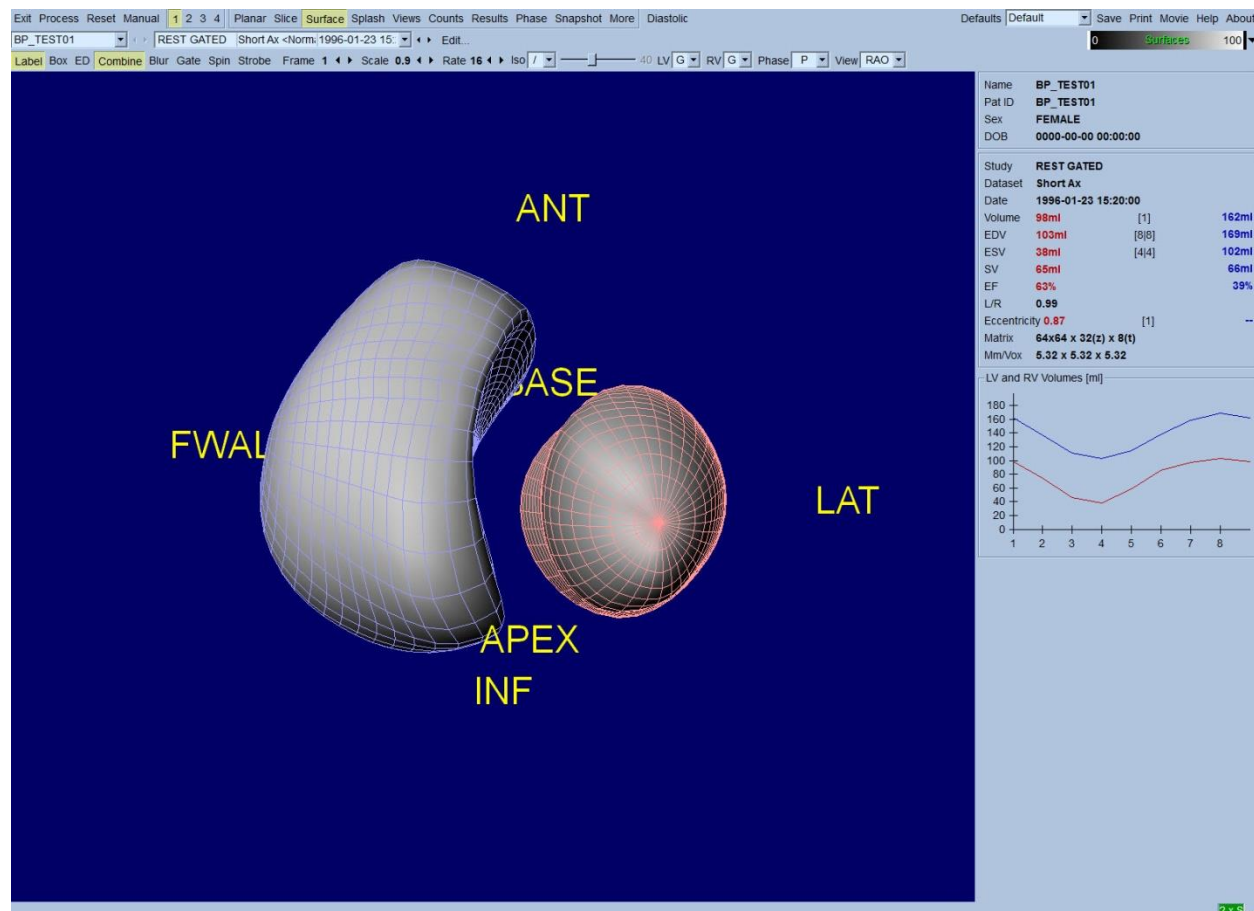 Exit Process Reset Manual 1 2 3 4 Planar Slice Surface Splash Views Counts Results Phase Snapshot More Diastolic Defaults Default Save Print Movie Help About
BP_TEST01 REST GATED Short Ax <Norm: 1996-01-23 15: Edit...
0 Surfaces 100
Label Box ED Combine Blur Gate Spin Strobe Frame 1 Scale 0.9 Rate 16 Iso / 40 LV G RV G Phase P View RAO
ANT
BASE
FWAL
LAT
APEX
INF
Name BP_TEST01
Pat ID BP_TEST01
Sex FEMALE
DOB 0000-00-00 00:00:00
Study REST GATED
Dataset Short Ax
Date 1996-01-23 15:20:00
Volume 98ml [1] 162ml
EDV 103ml [8|8] 169ml
ESV 38ml [4|4] 102ml
SV 65ml 66ml
EF 63% 39%
L/R 0.99
Eccentricity 0.87 [1] --
Matrix 64x64 x 32(z) x 8(t)
Mm/Vox 5.32 x 5.32 x 5.32
LV and RV Volumes [ml]
180
160
140
120
100
80
60
40
20
0
1 2 3 4 5 6 7 8